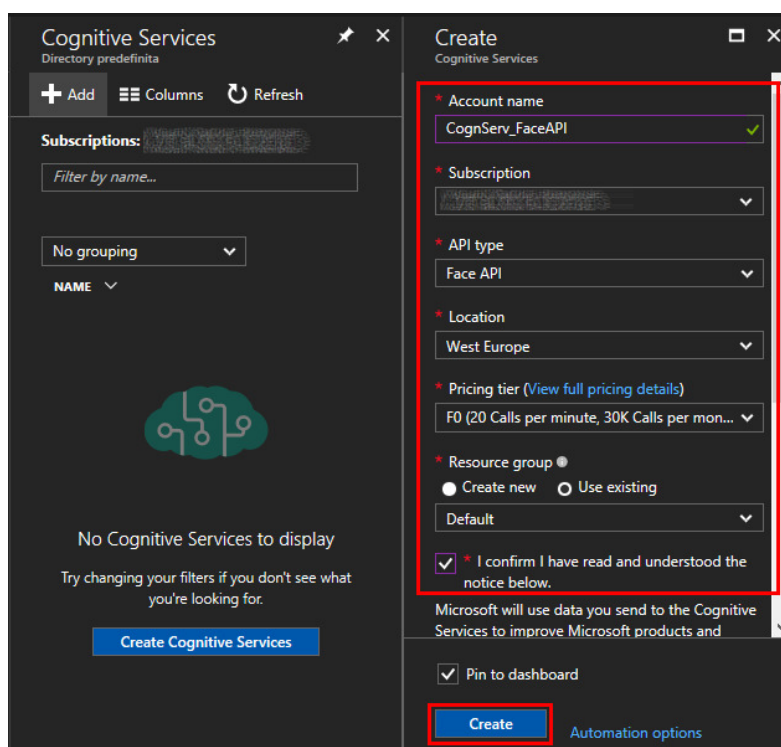 Cognitive Services
Directory predefinita
Add
Columns
Refresh
Subscriptions:
Filter by name...
No grouping
NAME
No Cognitive Services to display
Try changing your filters if you don't see what
you're looking for.
Create Cognitive Services
Create
Cognitive Services
* Account name
CognServ_FaceAPI
* Subscription
* API type
Face API
* Location
West Europe
* Pricing tier (View full pricing details)
F0 (20 Calls per minute, 30K Calls per mon...
* Resource group
Create new
Use existing
Default
* I confirm I have read and understood the
notice below.
Microsoft will use data you send to the Cognitive
Services to improve Microsoft products and
Pin to dashboard
Create
Automation options